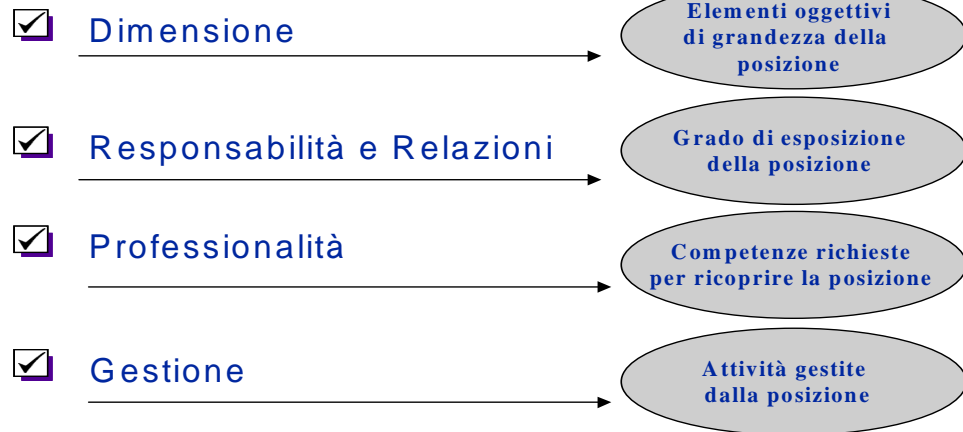 Dimensione
Elementi oggettivi
di grandezza della
posizione
Responsabilità e Relazioni
Grado di esposizione
della posizione
Professionalità
Competenze richieste
per ricoprire la posizione
Gestione
Attività gestite
dalla posizione